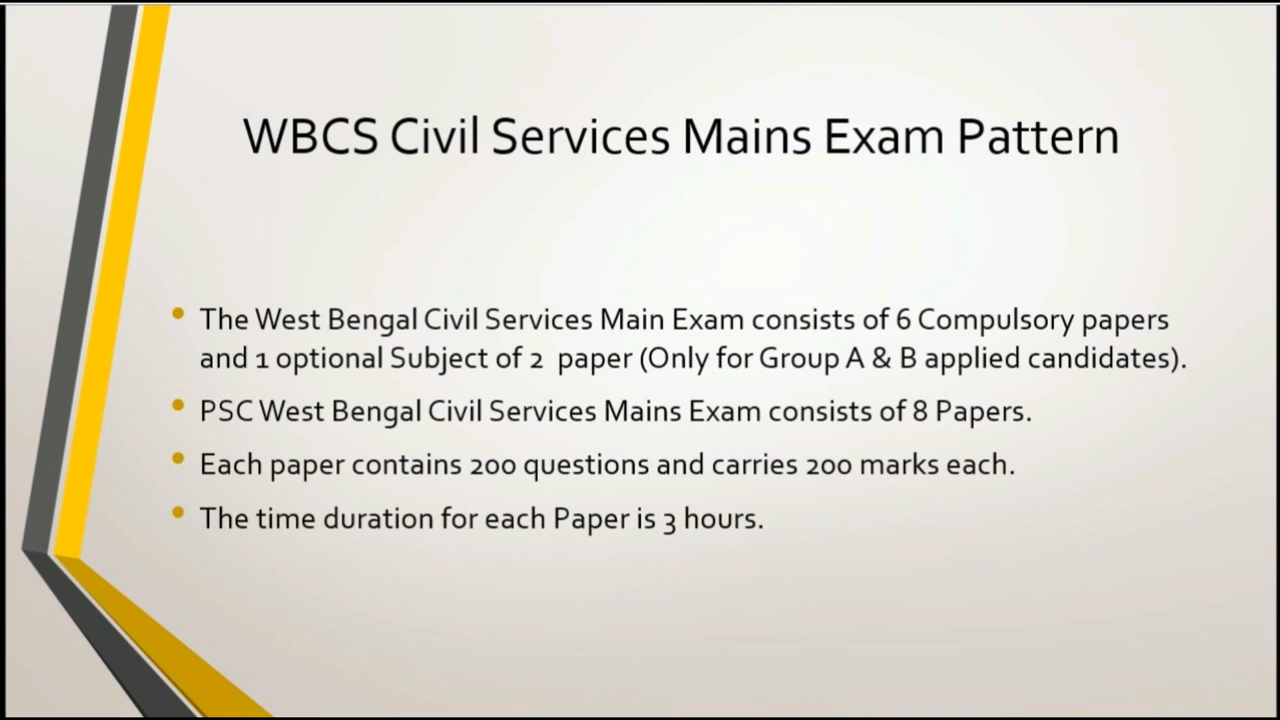 WBCS Civil Services Mains Exam Pattern
• The West Bengal Civil Services Main Exam consists of 6 Compulsory papers
and 1 optional Subject of 2 paper (Only for Group A & B applied candidates).
• PSC West Bengal Civil Services Mains Exam consists of 8 Papers.
• Each paper contains 200 questions and carries 200 marks each.
• The time duration for each Paper is 3 hours.